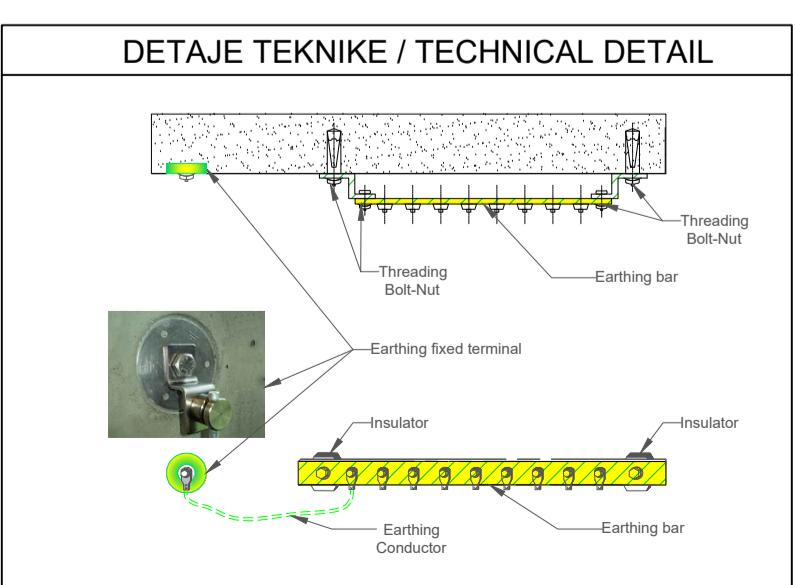 DETAJE TEKNIKE / TECHNICAL DETAIL
Threading
Bolt-Nut
Threading
Bolt-Nut
Earthing bar
Earthing fixed terminal
Insulator
Insulator
Earthing
Conductor
Earthing bar